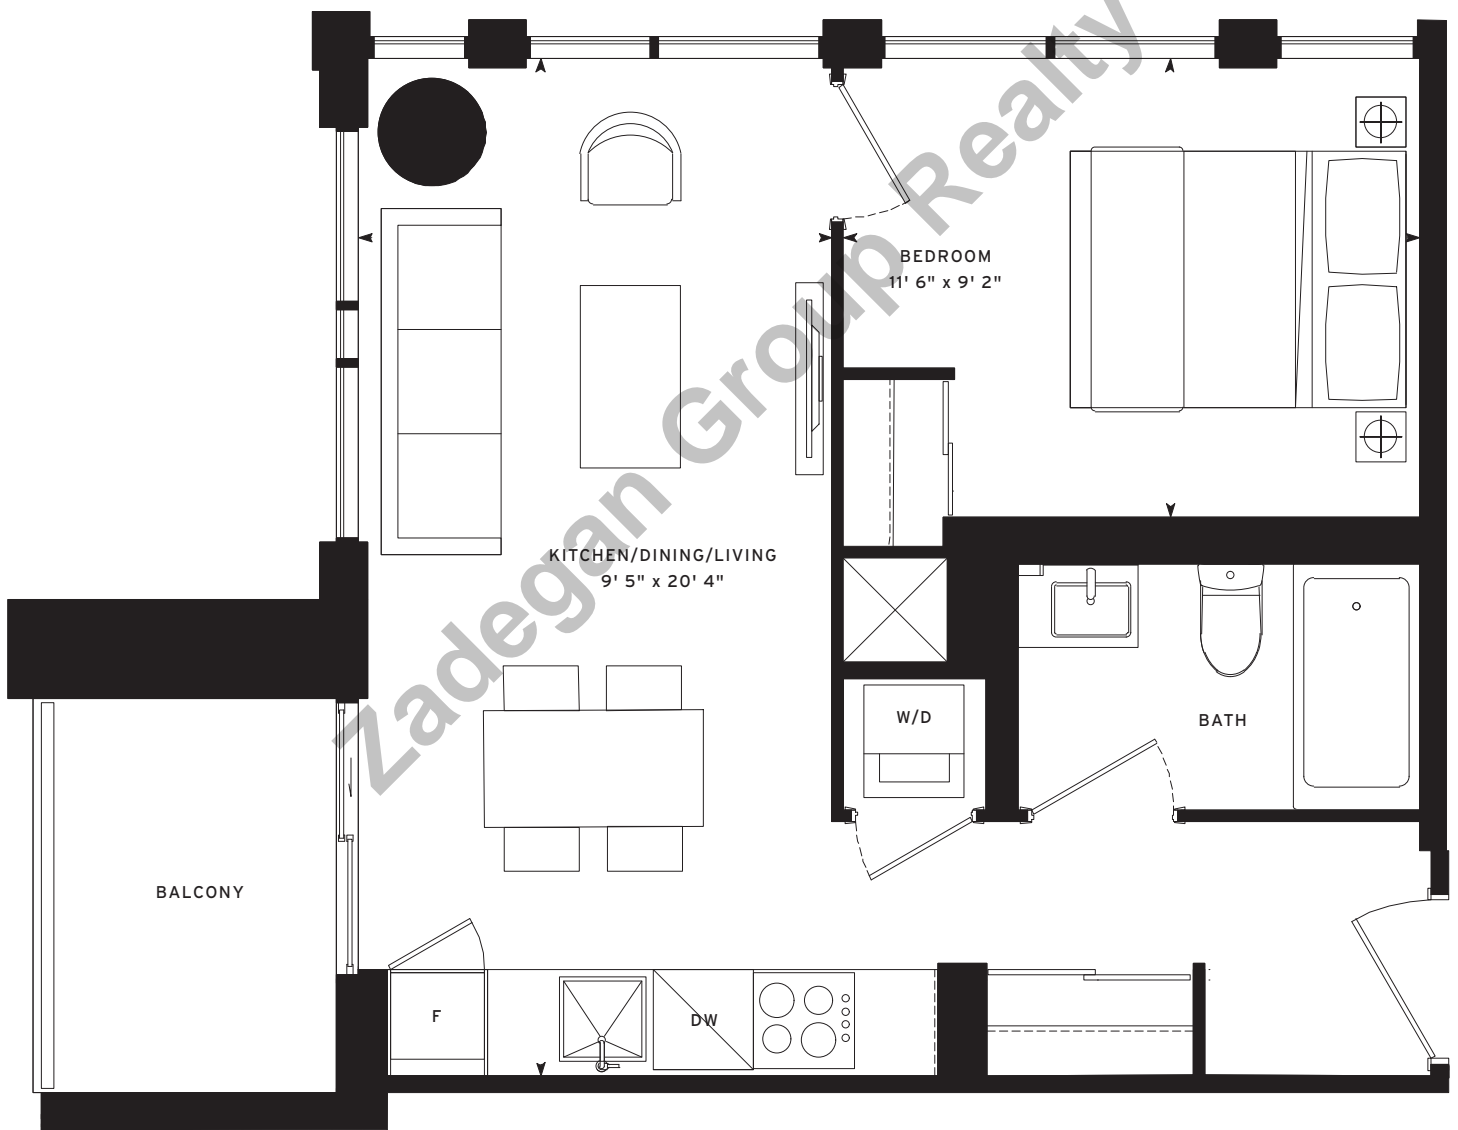 Zadegan Group Realty
BEDROOM
11' 6" x 9' 2"
KITCHEN/DINING/LIVING
9' 5" x 20' 4"
W/D
BATH
BALCONY
F
DW